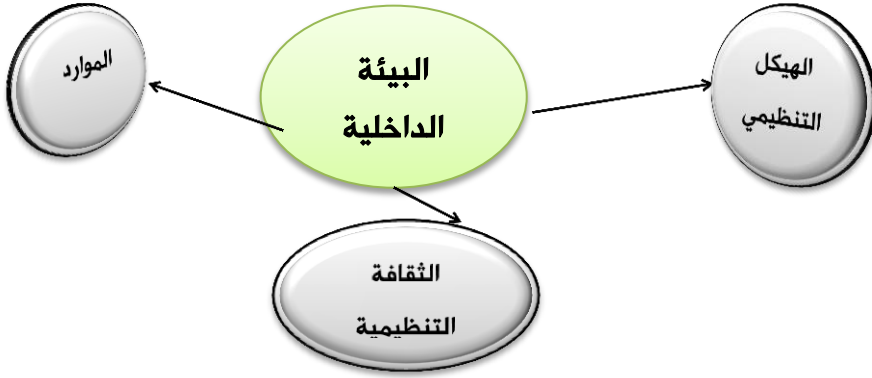 البيئة
الداخلية
الهيكل
التنظيمي
الموارد
الثقافة
التنظيمية